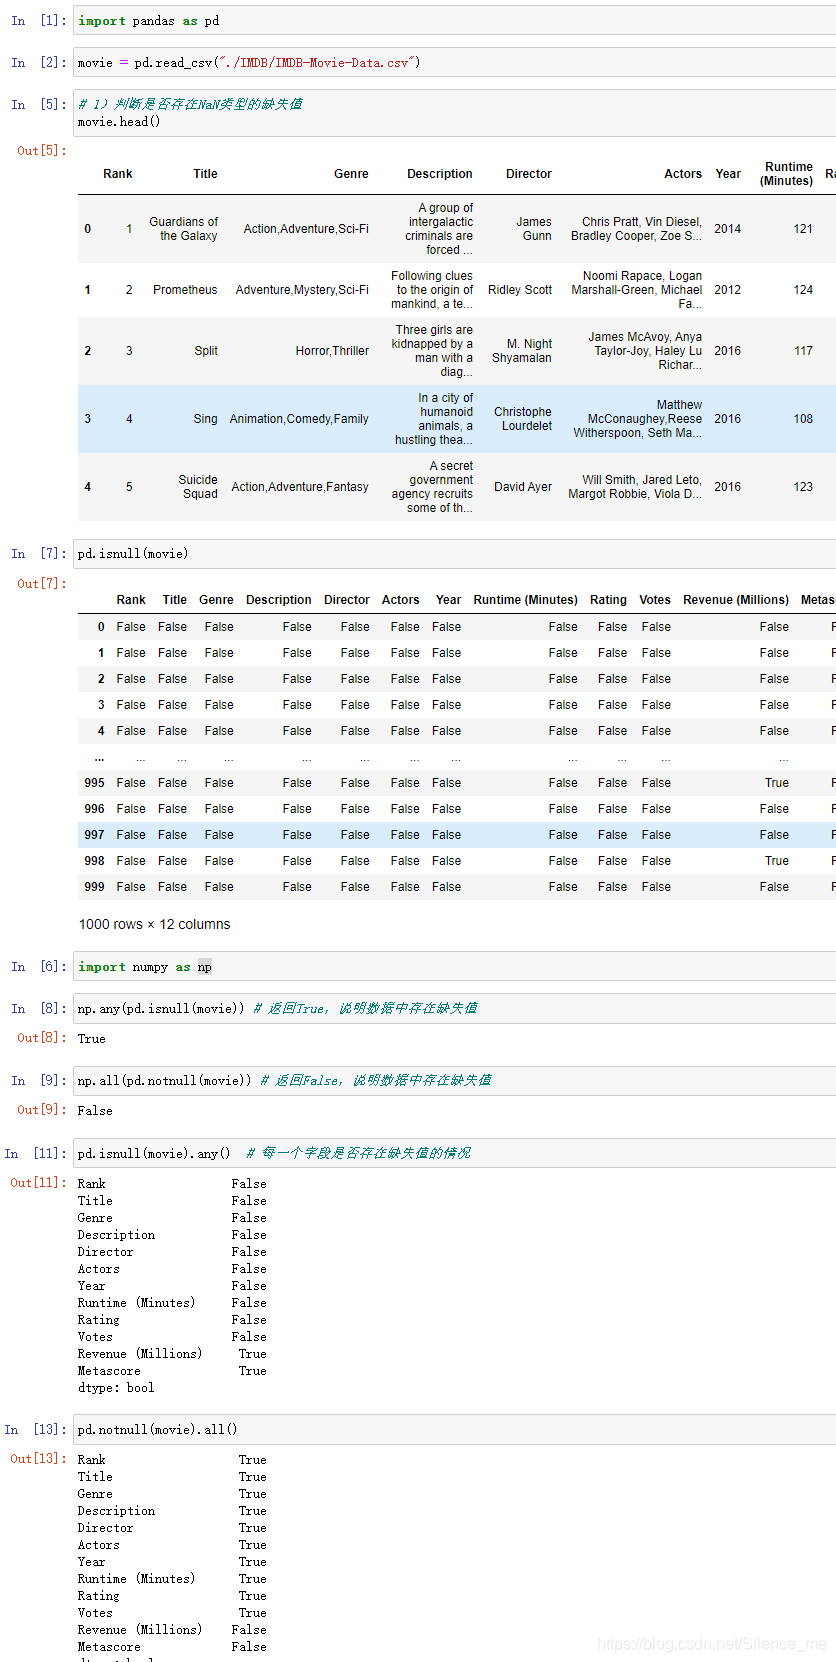 In [1]: import pandas as pd
In [2]: movie = pd.read_csv("./IMDB/IMDB-Movie-Data.csv")
In [5]: # 1）判断是否存在NaN类型的缺失值
movie.head()
Out[5]:
Rank Title Genre Description Director Actors Year Runtime (Minutes) Ra
0 1 Guardians of the Galaxy Action,Adventure,Sci-Fi A group of intergalactic criminals are forced ... James Gunn Chris Pratt, Vin Diesel, Bradley Cooper, Zoe S... 2014 121
1 2 Prometheus Adventure,Mystery,Sci-Fi Following clues to the origin of mankind, a te... Ridley Scott Noomi Rapace, Logan Marshall-Green, Michael Fa... 2012 124
2 3 Split Horror,Thriller Three girls are kidnapped by a man with a diag... M. Night Shyamalan James McAvoy, Anya Taylor-Joy, Haley Lu Richar... 2016 117
3 4 Sing Animation,Comedy,Family In a city of humanoid animals, a hustling thea... Christophe Lourdelet Matthew McConaughey,Reese Witherspoon, Seth Ma... 2016 108
4 5 Suicide Squad Action,Adventure,Fantasy A secret government agency recruits some of th... David Ayer Will Smith, Jared Leto, Margot Robbie, Viola D... 2016 123
In [7]: pd.isnull(movie)
Out[7]:
Rank Title Genre Description Director Actors Year Runtime (Minutes) Rating Votes Revenue (Millions) Metas
0 False False False False False False False False False False False F
1 False False False False False False False False False False False F
2 False False False False False False False False False False False F
3 False False False False False False False False False False False F
4 False False False False False False False False False False False F
... ... ... ... ... ... ... ... ... ... ... ...
995 False False False False False False False False False False True F
996 False False False False False False False False False False False F
997 False False False False False False False False False False False F
998 False False False False False False False False False False True F
999 False False False False False False False False False False False F
1000 rows × 12 columns
In [6]: import numpy as np
In [8]: np.any(pd.isnull(movie)) # 返回True，说明数据中存在缺失值
Out[8]: True
In [9]: np.all(pd.notnull(movie)) # 返回False，说明数据中存在缺失值
Out[9]: False
In [11]: pd.isnull(movie).any() # 每一个字段是否存在缺失值的情况
Out[11]: Rank False
Title False
Genre False
Description False
Director False
Actors False
Year False
Runtime (Minutes) False
Rating False
Votes False
Revenue (Millions) True
Metascore True
dtype: bool
In [13]: pd.notnull(movie).all()
Out[13]: Rank True
Title True
Genre True
Description True
Director True
Actors True
Year True
Runtime (Minutes) True
Rating True
Votes True
Revenue (Millions) False
Metascore False
https://blog.csdn.net/Slience_me